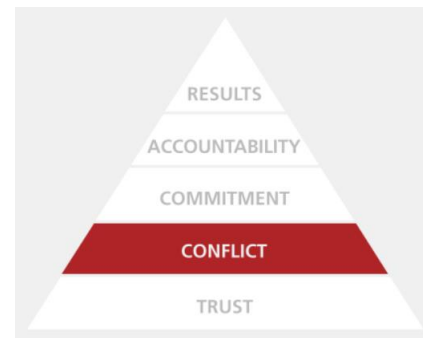 RESULTS
ACCOUNTABILITY
COMMITMENT
CONFLICT
TRUST